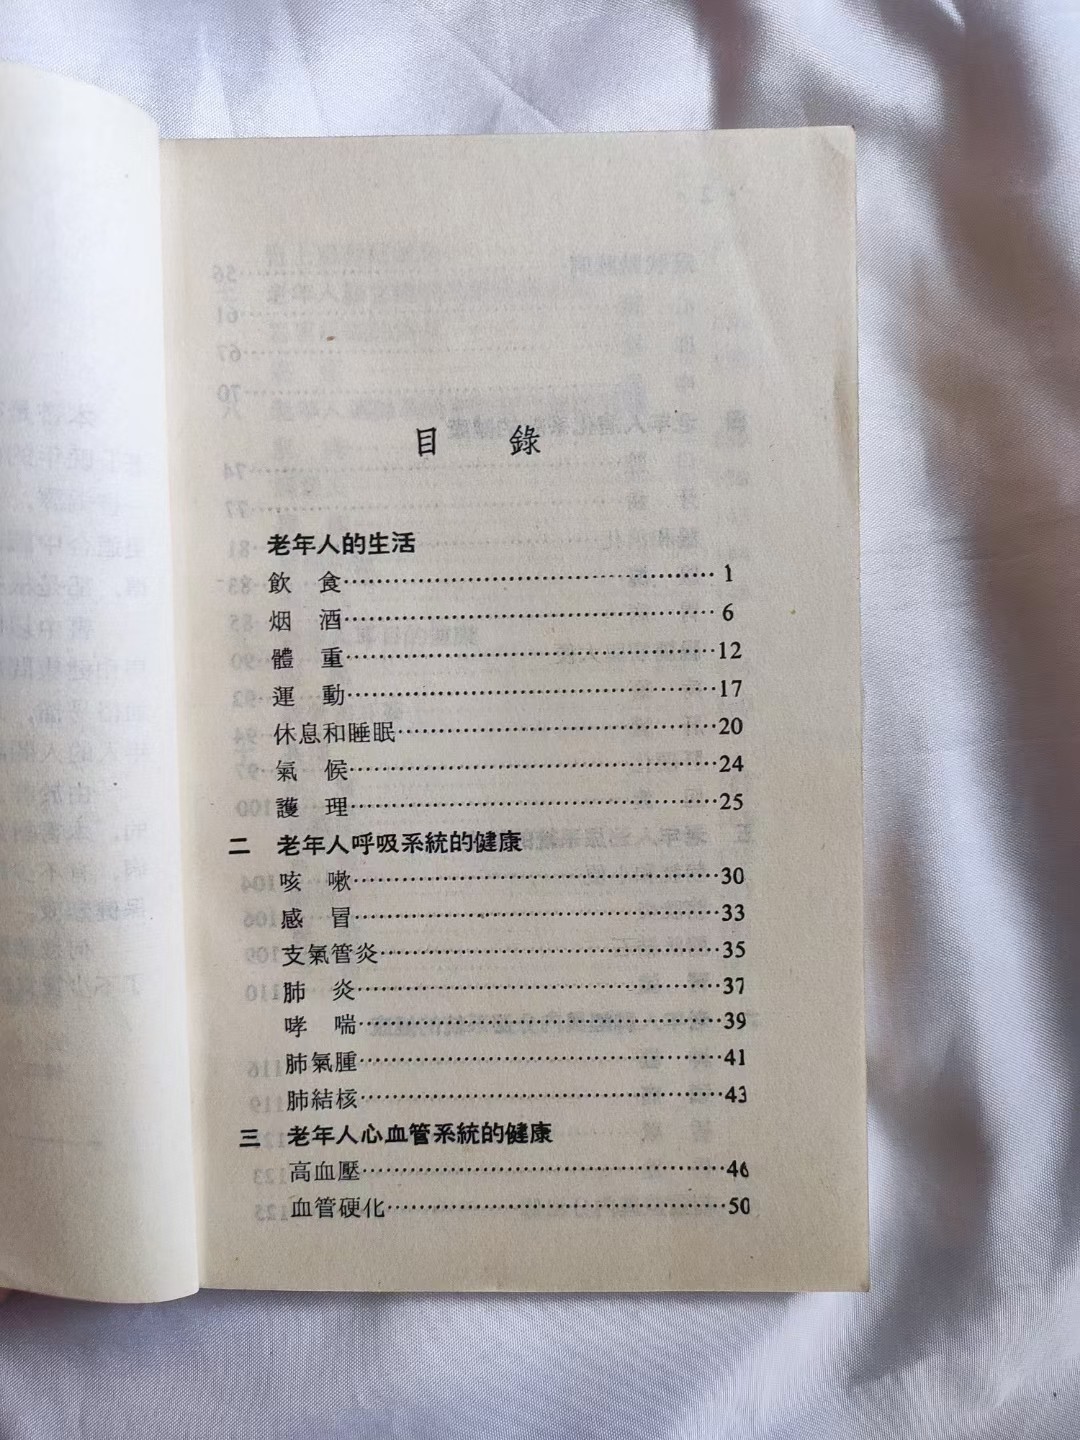 目 錄
老年人的生活
飲 食……1
烟 酒……6
體 重……12
運 動……17
休息和睡眠……20
氣 候……24
護 理……25
二 老年人呼吸系統的健康
咳 嗽……30
感 冒……33
支氣管炎……35
肺 炎……37
哮 喘……39
肺氣腫……41
肺結核……43
三 老年人心血管系統的健康
高血壓……46
血管硬化……50